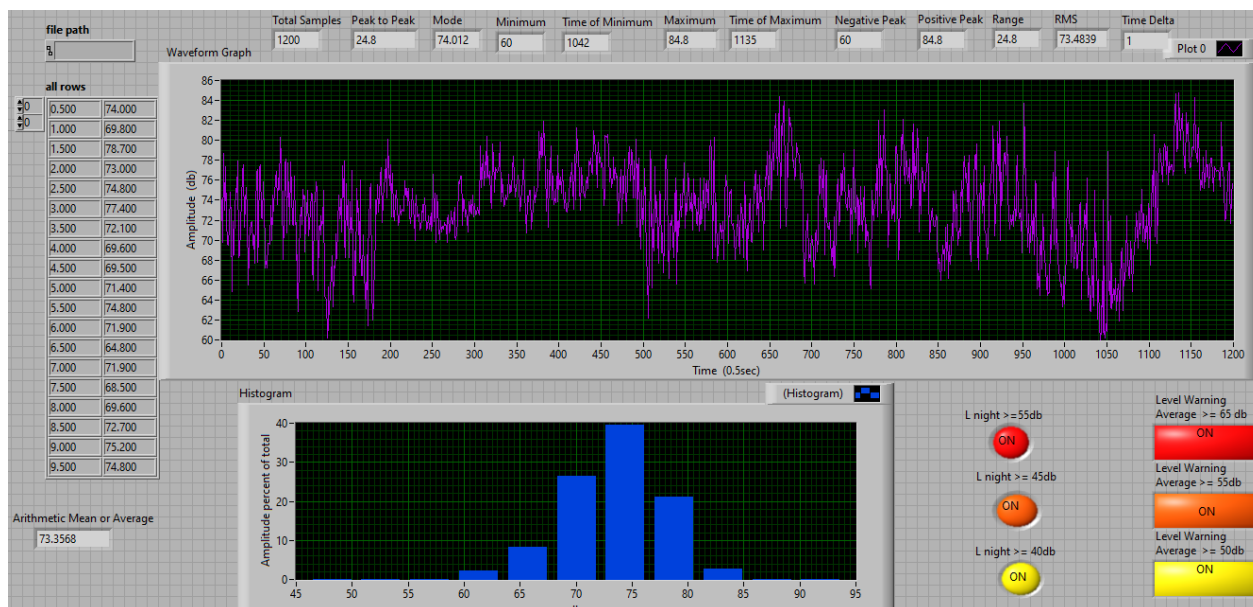 file path
Total Samples Peak to Peak Mode Minimum Time of Minimum Maximum Time of Maximum Negative Peak Positive Peak Range RMS Time Delta
1200 24.8 74.012 60 1042 84.8 1135 60 84.8 24.8 73.4839 1
Waveform Graph
Plot 0
all rows
0
0
0.500 74.000
1.000 69.800
1.500 78.700
2.000 73.000
2.500 74.800
3.000 77.400
3.500 72.100
4.000 69.600
4.500 69.500
5.000 71.400
5.500 74.800
6.000 71.900
6.500 64.800
7.000 71.900
7.500 68.500
8.000 69.600
8.500 72.700
9.000 75.200
9.500 74.800
Arithmetic Mean or Average
73.3568
Amplitude (db)
86
84
82
80
78
76
74
72
70
68
66
64
62
60
0 50 100 150 200 250 300 350 400 450 500 550 600 650 700 750 800 850 900 950 1000 1050 1100 1150 1200
Time (0.5sec)
Histogram
(Histogram)
Amplitude percent of total
40
30
20
10
0
45 50 55 60 65 70 75 80 85 90 95
L night >=55db
ON
L night >= 45db
ON
L night >= 40db
ON
Level Warning
Average >= 65 db
ON
Level Warning
Average >= 55db
ON
Level Warning
Average >= 50db
ON